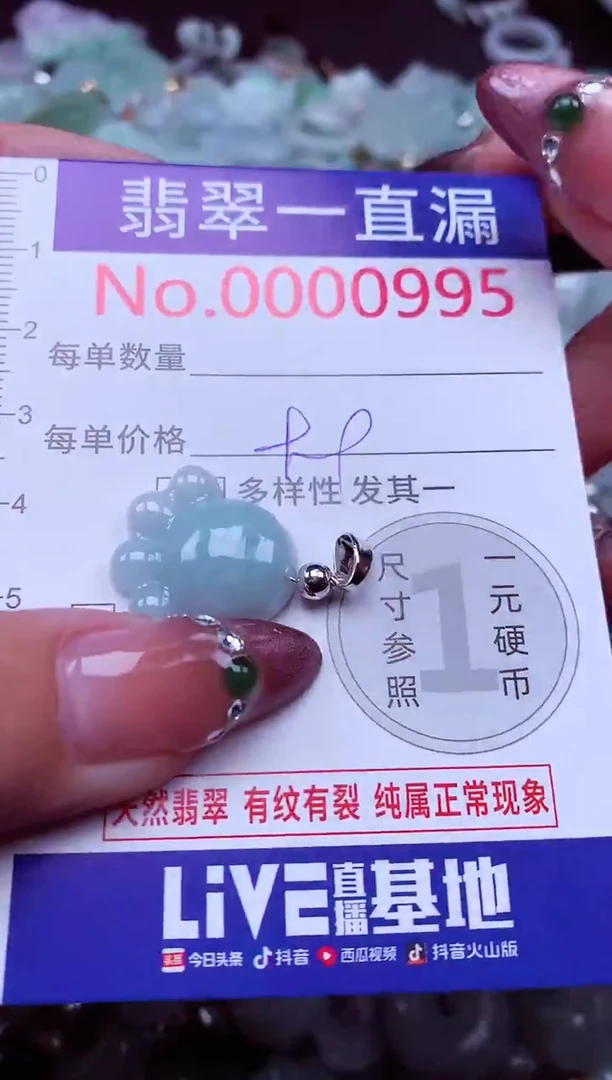 0
翡翠一直漏
1
No.0000995
2
每单数量
3
每单价格
4
多样性 发其一
5
尺寸参照
1
一元硬币
天然翡翠 有纹有裂 纯属正常现象
LiVE直播基地
头条 今日头条 抖音 西瓜视频 抖音火山版